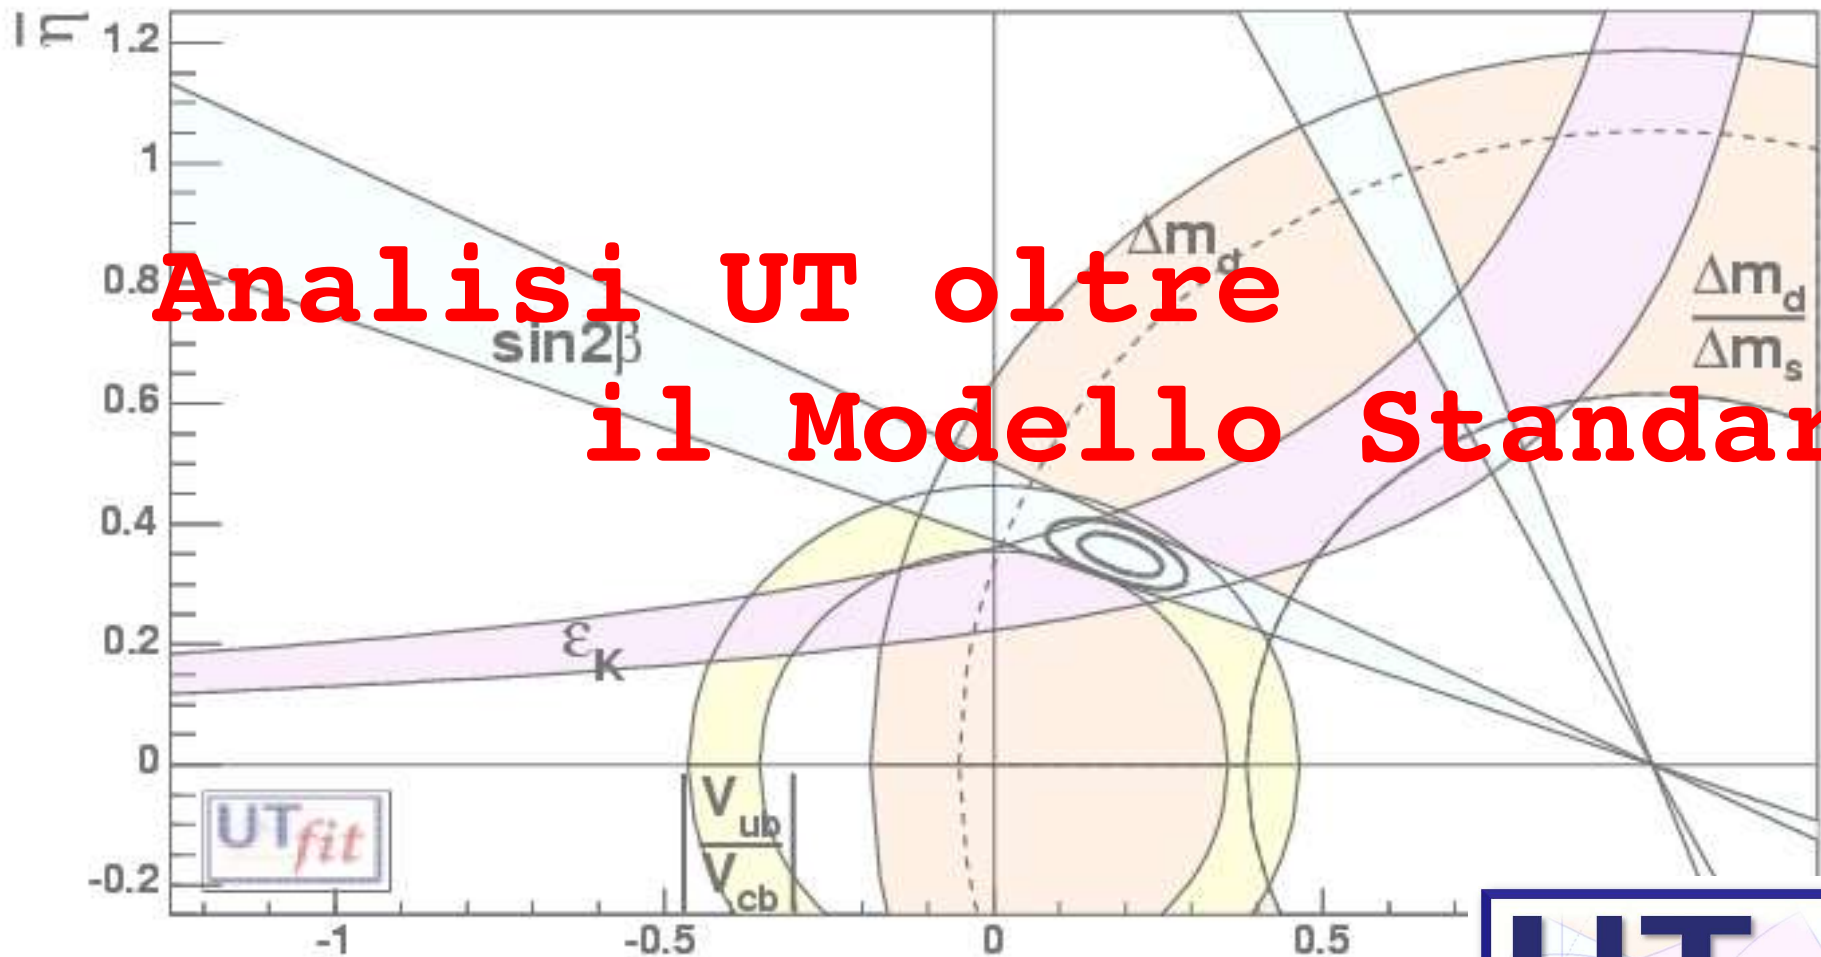 η
1.2
1
0.8
0.6
0.4
0.2
0
-0.2
Analisi UT oltre
il Modello Standar
sin2β
Δm_d
Δm_d
Δm_s
ε_K
V_ub
V_cb
UTfit
-1
-0.5
0
0.5
UT